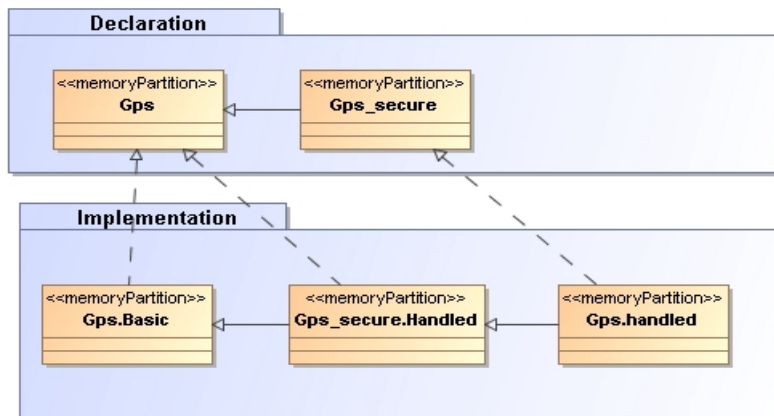 Declaration
<<memoryPartition>>
Gps
<<memoryPartition>>
Gps_secure
Implementation
<<memoryPartition>>
Gps.Basic
<<memoryPartition>>
Gps_secure.Handled
<<memoryPartition>>
Gps.handled